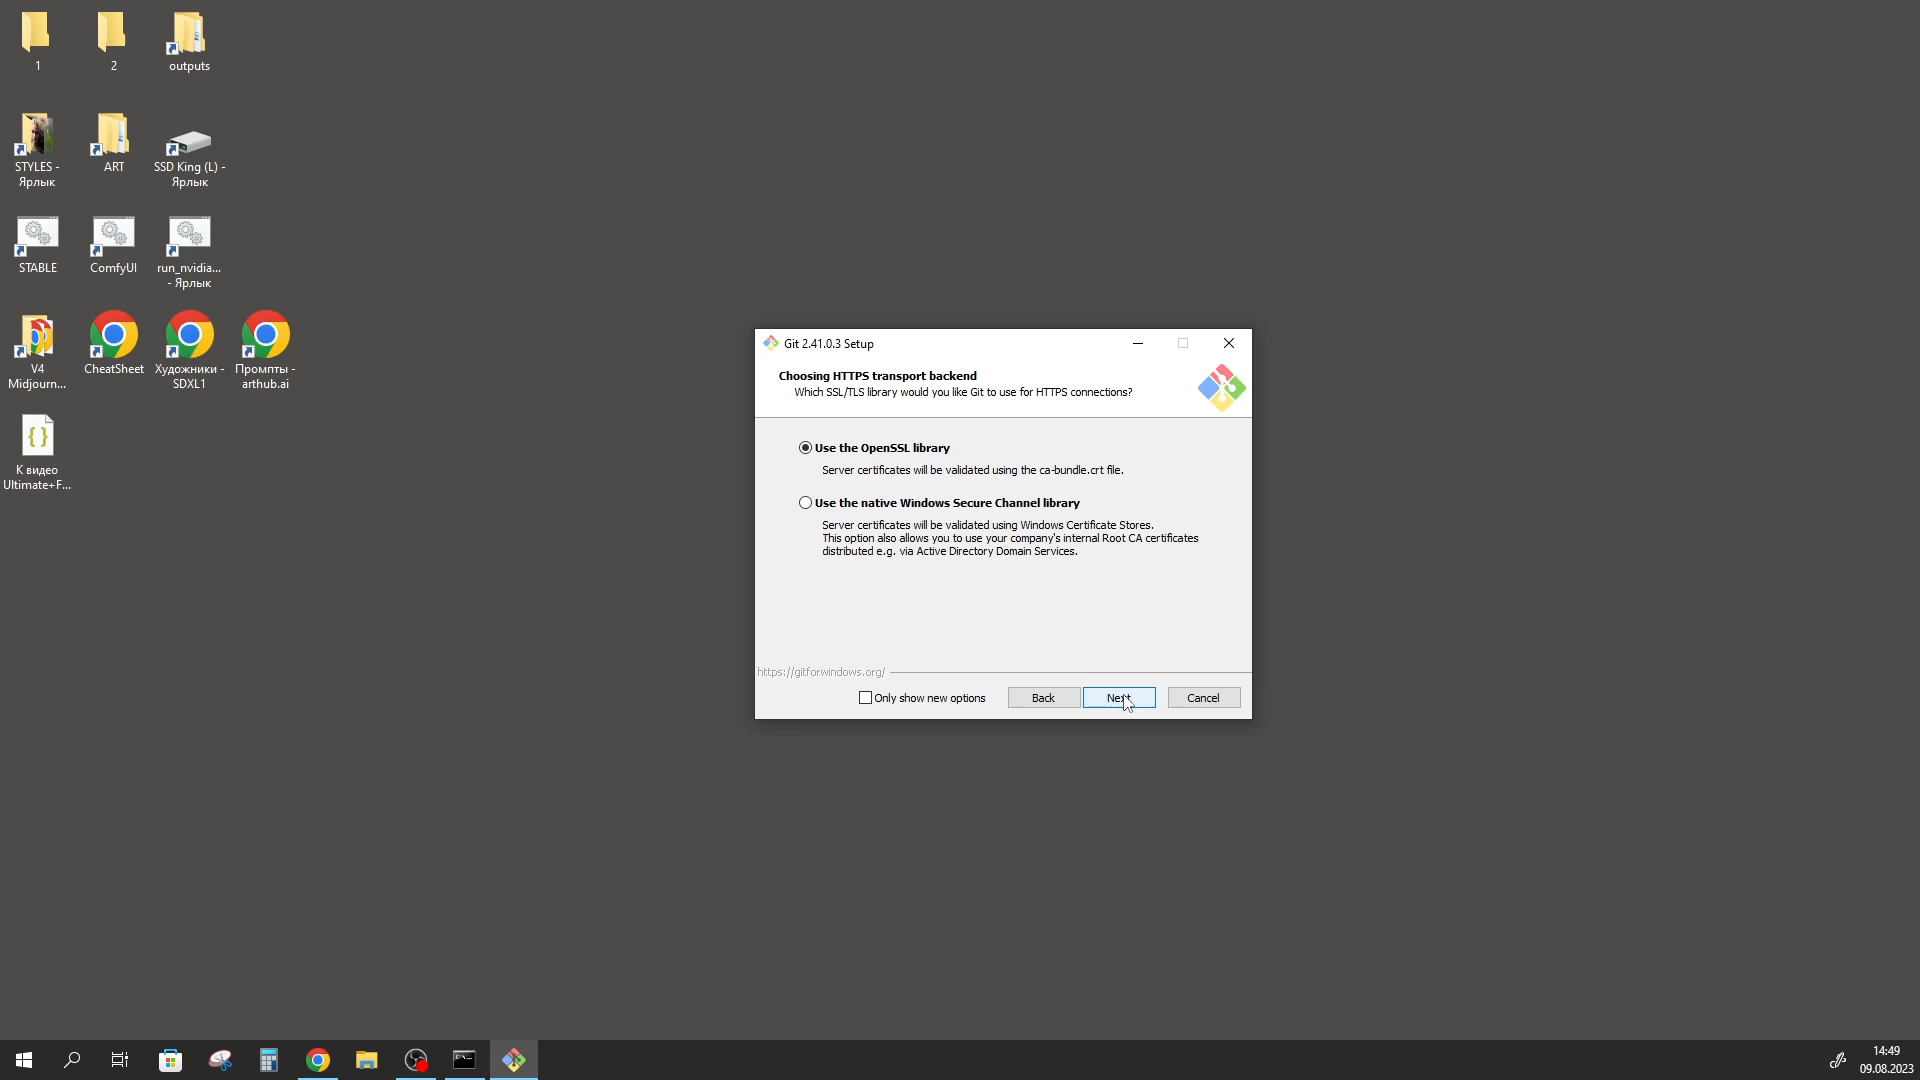 1
2
outputs
STYLES -
Ярлык
ART
SSD King (L) -
Ярлык
STABLE
ComfyUI
run_nvidia...
- Ярлык
V4
Midjourn...
CheatSheet
Художники -
SDXL1
Промпты -
arthub.ai
К видео
Ultimate+F...
Git 2.41.0.3 Setup
Choosing HTTPS transport backend
Which SSL/TLS library would you like Git to use for HTTPS connections?
Use the OpenSSL library
Server certificates will be validated using the ca-bundle.crt file.
Use the native Windows Secure Channel library
Server certificates will be validated using Windows Certificate Stores.
This option also allows you to use your company's internal Root CA certificates
distributed e.g. via Active Directory Domain Services.
https://gitforwindows.org/
Only show new options
Back
Next
Cancel
14:49
09.08.2023